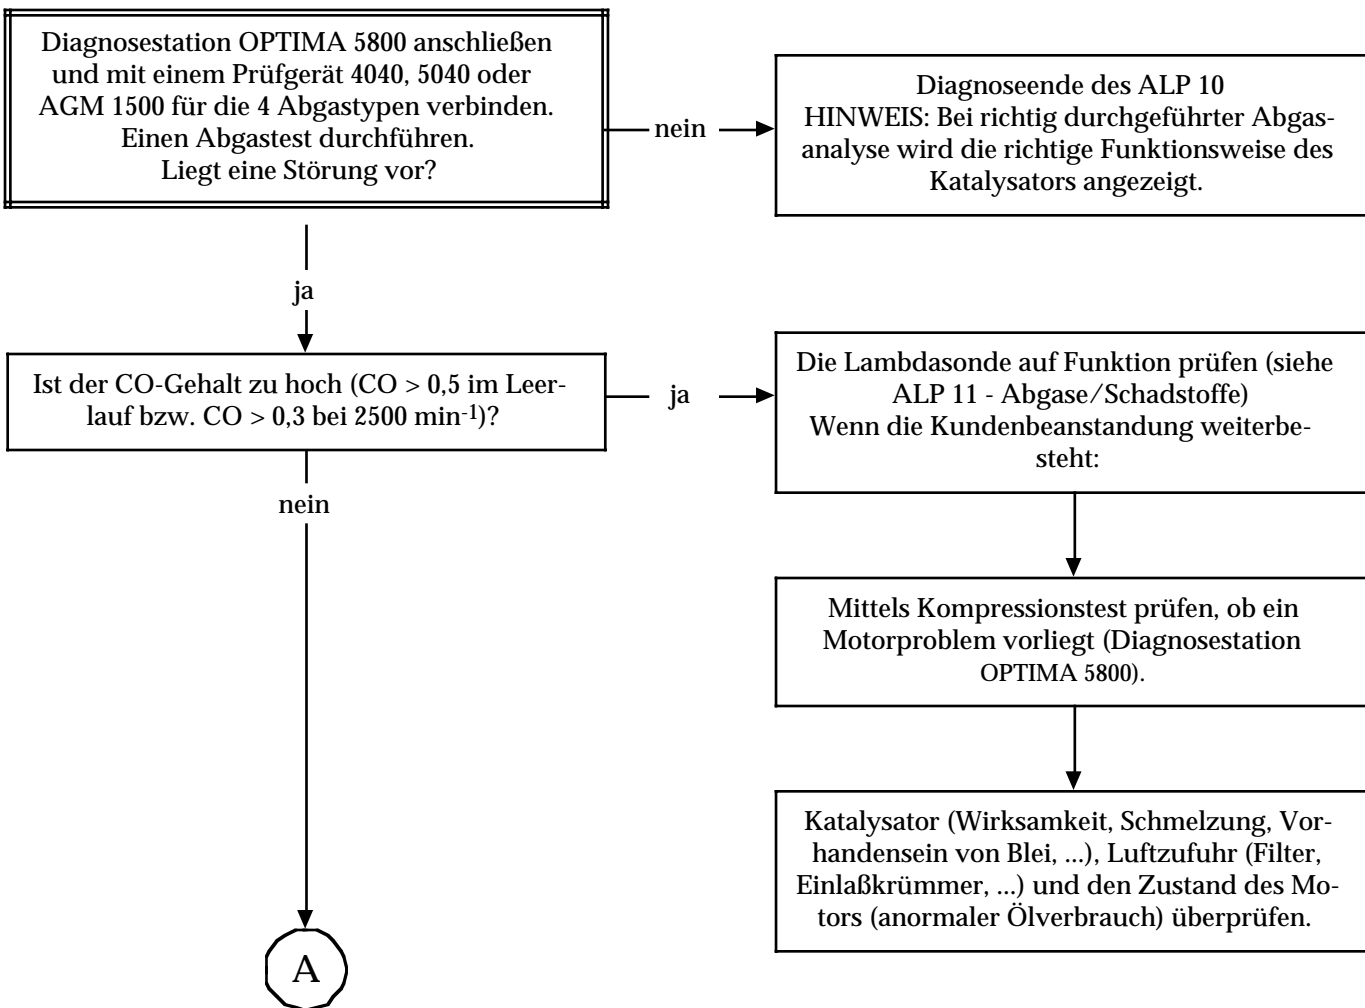 Diagnosestation OPTIMA 5800 anschließen
und mit einem Prüfgerät 4040, 5040 oder
AGM 1500 für die 4 Abgastypen verbinden.
Einen Abgastest durchführen.
Liegt eine Störung vor?
nein
Diagnoseende des ALP 10
HINWEIS: Bei richtig durchgeführter Abgas-
analyse wird die richtige Funktionsweise des
Katalysators angezeigt.
ja
Ist der CO-Gehalt zu hoch (CO > 0,5 im Leer-
lauf bzw. CO > 0,3 bei 2500 min-1)?
ja
Die Lambdasonde auf Funktion prüfen (siehe
ALP 11 - Abgase/Schadstoffe)
Wenn die Kundenbeanstandung weiterbe-
steht:
nein
Mittels Kompressionstest prüfen, ob ein
Motorproblem vorliegt (Diagnosestation
OPTIMA 5800).
Katalysator (Wirksamkeit, Schmelzung, Vor-
handensein von Blei, ...), Luftzufuhr (Filter,
Einlaßkrümmer, ...) und den Zustand des Mo-
tors (anormaler Ölverbrauch) überprüfen.
A